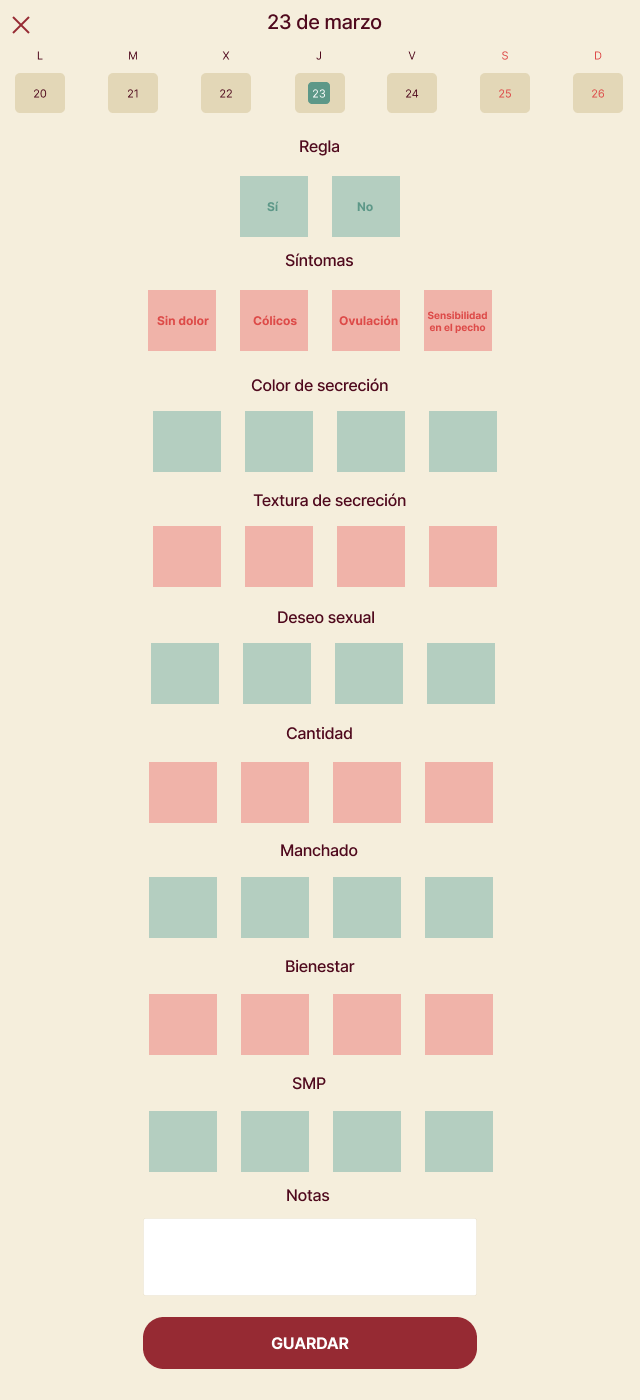 23 de marzo
L M X J V S D
20 21 22 23 24 25 26
Regla
Sí No
Síntomas
Sin dolor Cólicos Ovulación Sensibilidad
en el pecho
Color de secreción
Textura de secreción
Deseo sexual
Cantidad
Manchado
Bienestar
SMP
Notas
GUARDAR